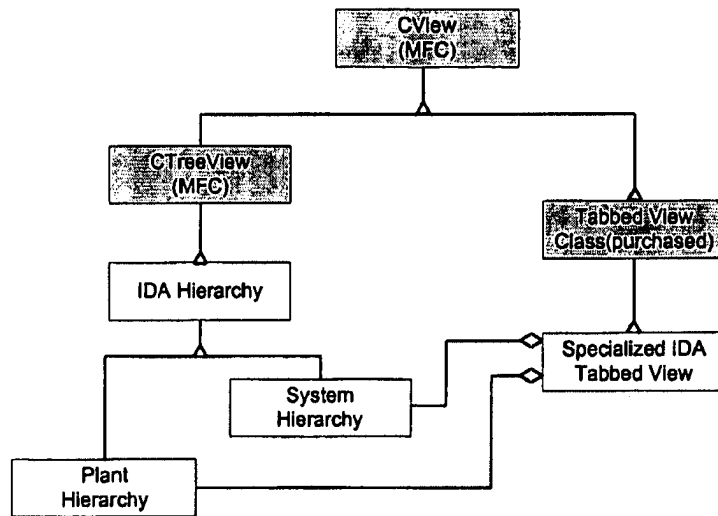 CView
(MFC)
CTreeView
(MFC)
Tabbed View
Class(purchased)
IDA Hierarchy
Specialized IDA
Tabbed View
System
Hierarchy
Plant
Hierarchy